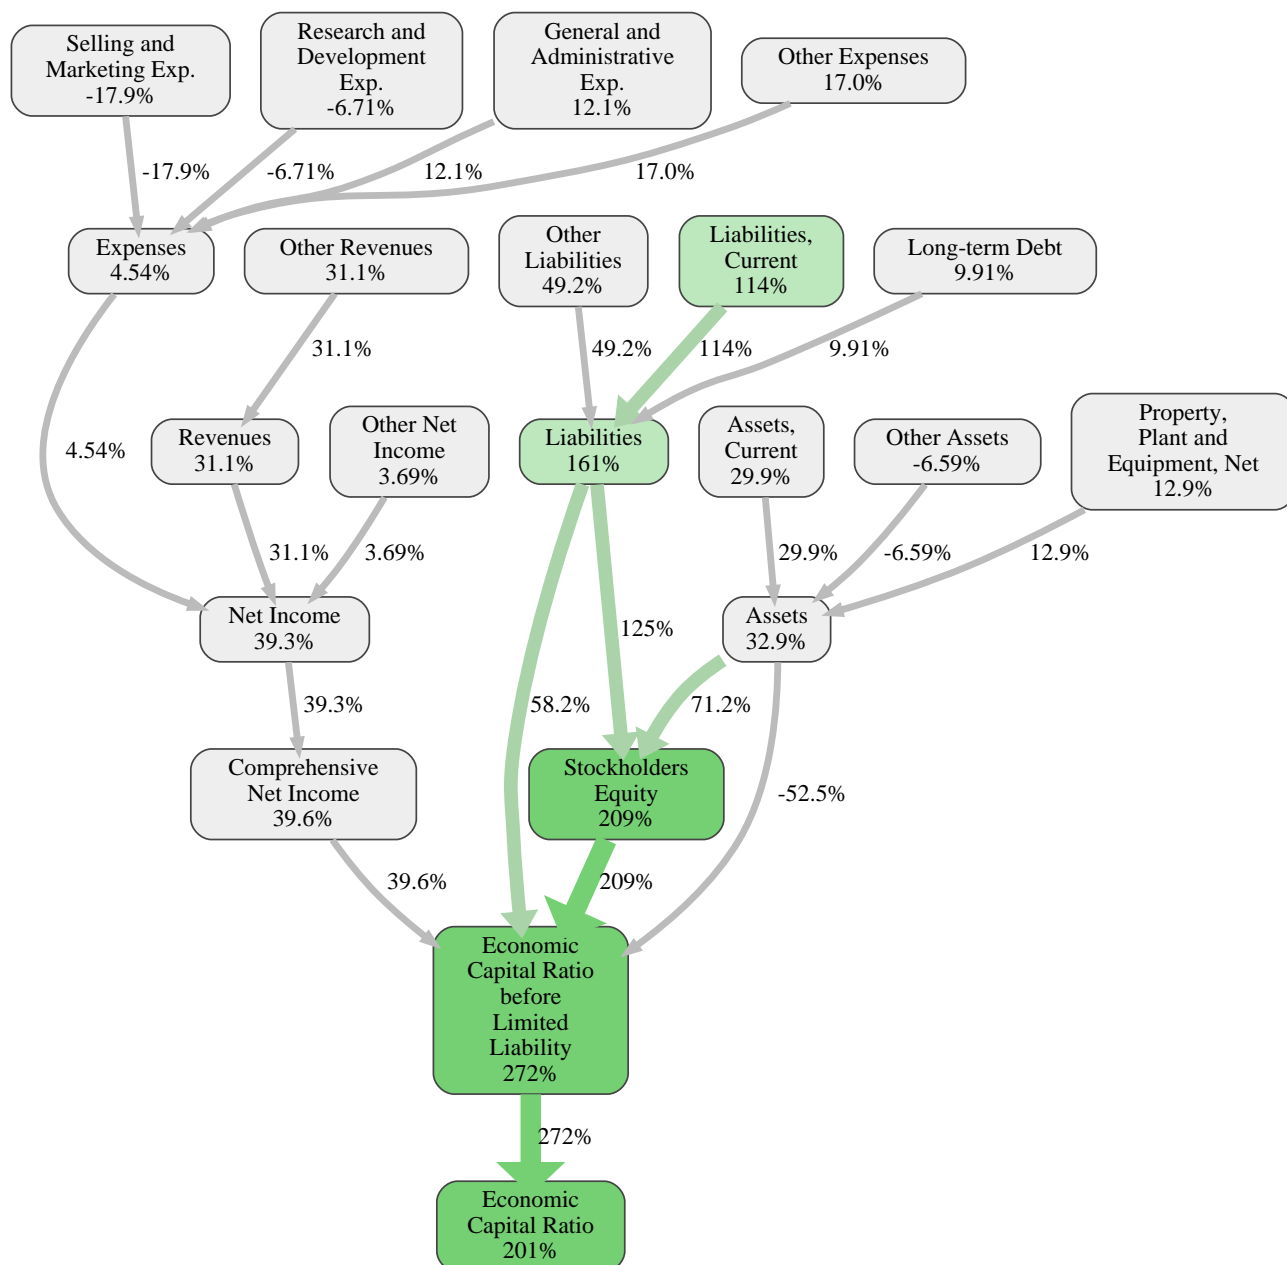 Selling and
Marketing Exp.
-17.9%
Research and
Development
Exp.
-6.71%
General and
Administrative
Exp.
12.1%
Other Expenses
17.0%
-17.9%
-6.71%
12.1%
17.0%
Expenses
4.54%
Other Revenues
31.1%
Other
Liabilities
49.2%
Liabilities,
Current
114%
Long-term Debt
9.91%
31.1%
49.2%
114%
9.91%
4.54%
Revenues
31.1%
Other Net
Income
3.69%
Liabilities
161%
Assets,
Current
29.9%
Other Assets
-6.59%
Property,
Plant and
Equipment, Net
12.9%
31.1%
3.69%
29.9%
-6.59%
12.9%
Net Income
39.3%
125%
Assets
32.9%
39.3%
58.2%
71.2%
Comprehensive
Net Income
39.6%
Stockholders
Equity
209%
-52.5%
39.6%
209%
Economic
Capital Ratio
before
Limited
Liability
272%
272%
Economic
Capital Ratio
201%